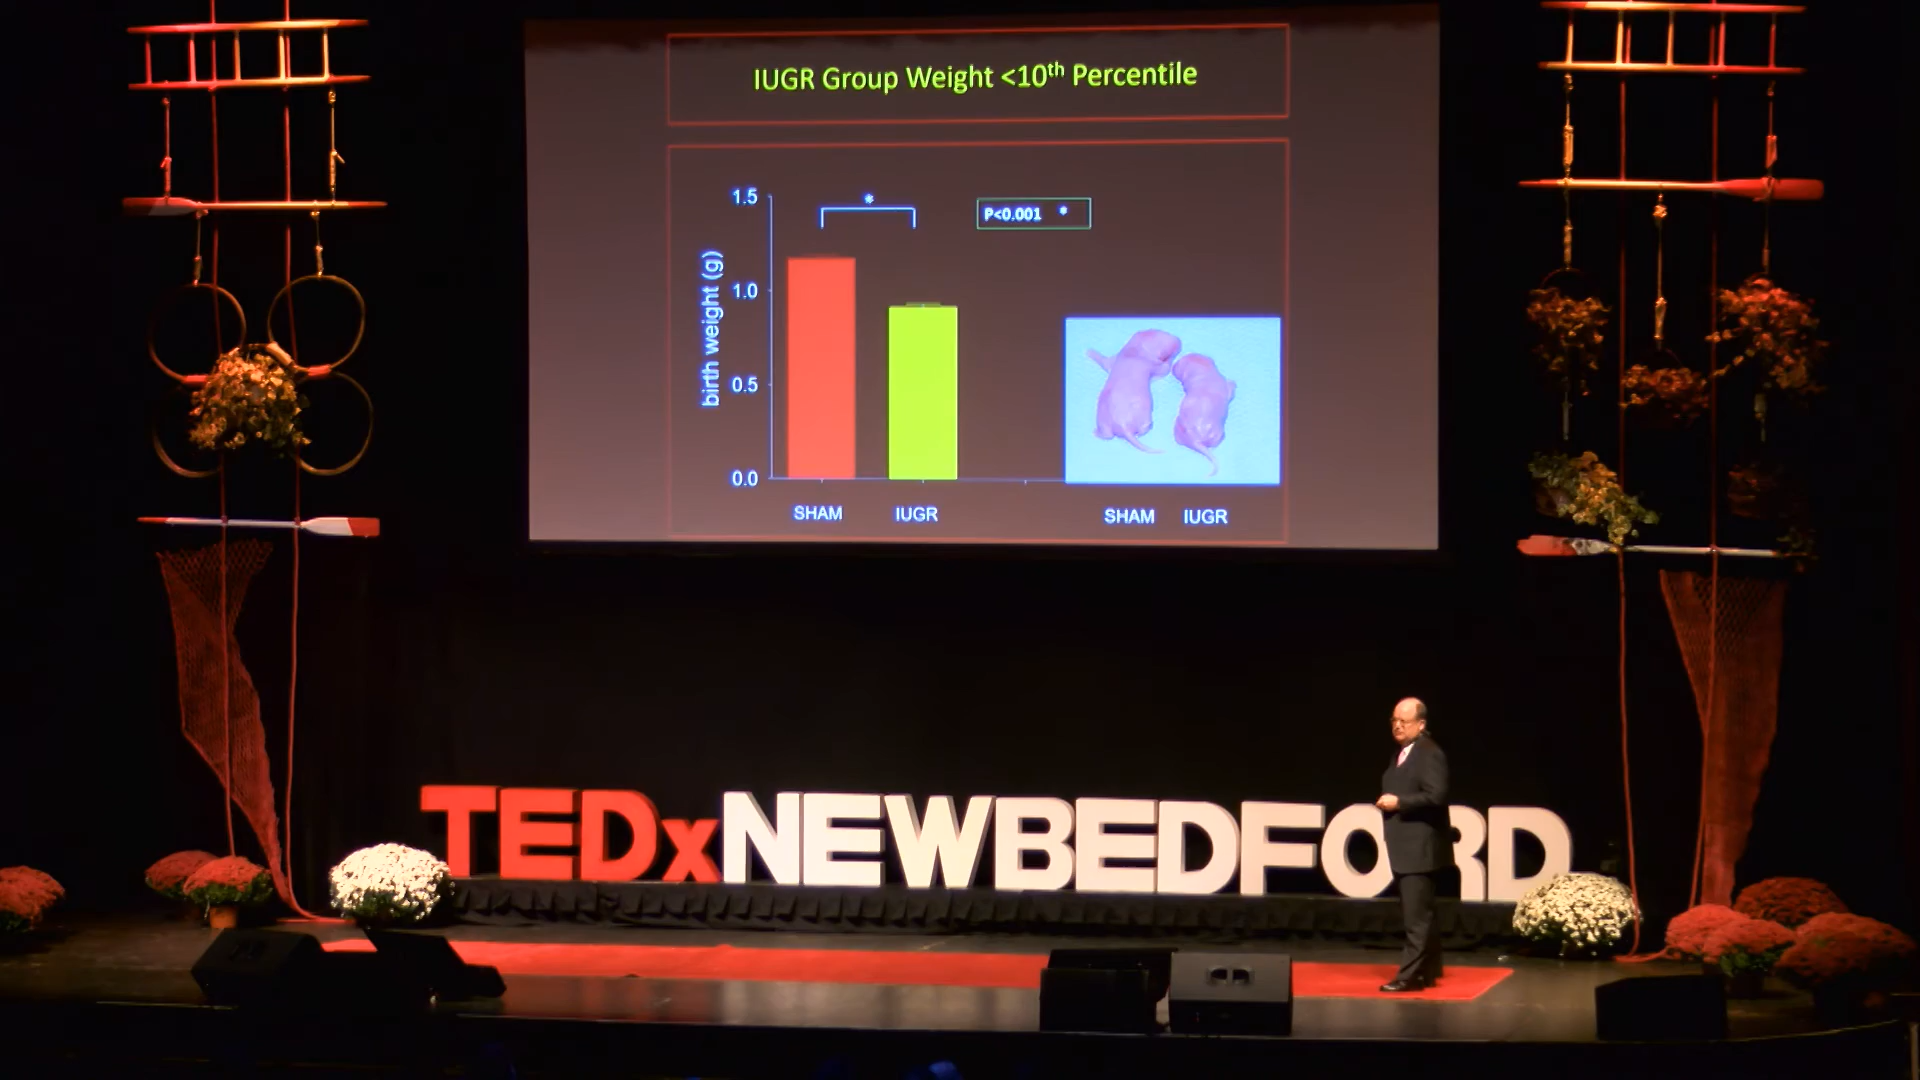 IUGR Group Weight <10th Percentile
1.5
*
P<0.001 *
birth weight (g)
1.0
0.5
0.0
SHAM IUGR
SHAM IUGR
TEDxNEWBEDFORD